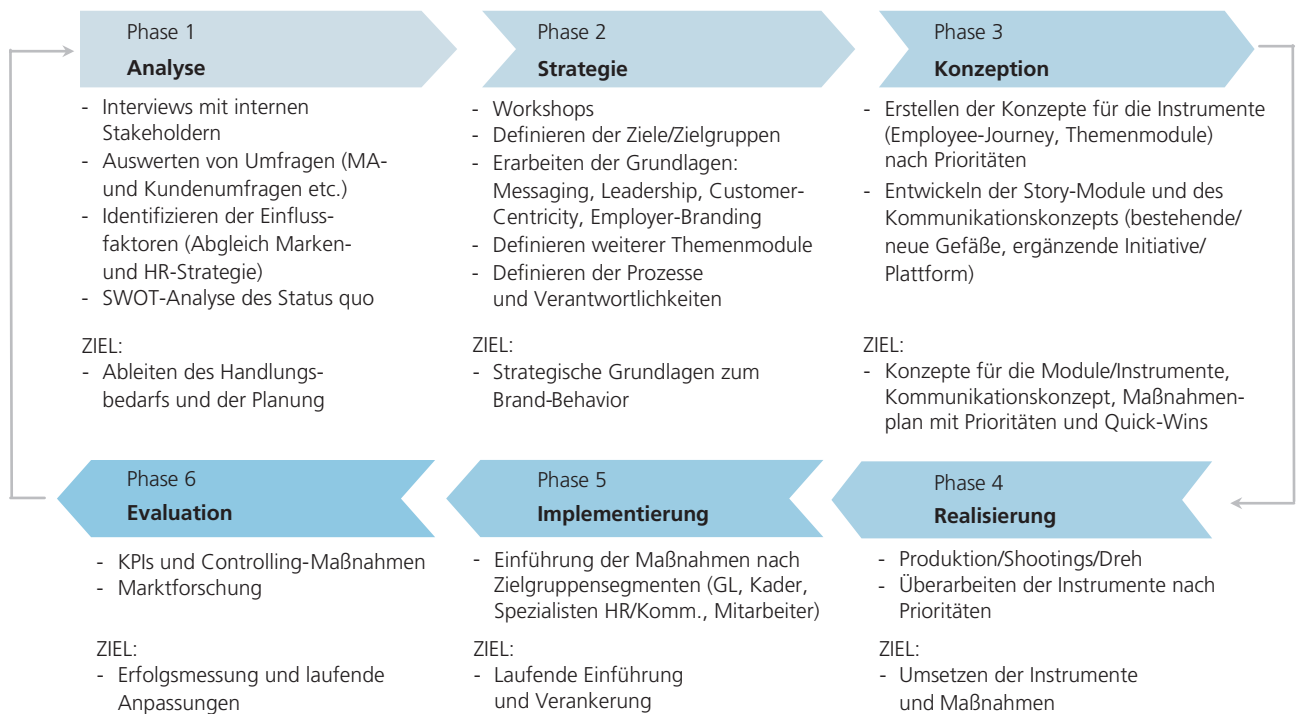 Phase 1
Analyse
- Interviews mit internen
Stakeholdern
- Auswerten von Umfragen (MA-
und Kundenumfragen etc.)
- Identifizieren der Einfluss-
faktoren (Abgleich Marken-
und HR-Strategie)
- SWOT-Analyse des Status quo
ZIEL:
- Ableiten des Handlungs-
bedarfs und der Planung
Phase 2
Strategie
- Workshops
- Definieren der Ziele/Zielgruppen
- Erarbeiten der Grundlagen:
Messaging, Leadership, Customer-
Centricity, Employer-Branding
- Definieren weiterer Themenmodule
- Definieren der Prozesse
und Verantwortlichkeiten
ZIEL:
- Strategische Grundlagen zum
Brand-Behavior
Phase 3
Konzeption
- Erstellen der Konzepte für die Instrumente
(Employee-Journey, Themenmodule)
nach Prioritäten
- Entwickeln der Story-Module und des
Kommunikationskonzepts (bestehende/
neue Gefäße, ergänzende Initiative/
Plattform)
ZIEL:
- Konzepte für die Module/Instrumente,
Kommunikationskonzept, Maßnahmen-
plan mit Prioritäten und Quick-Wins
Phase 4
Realisierung
- Produktion/Shootings/Dreh
- Überarbeiten der Instrumente nach
Prioritäten
ZIEL:
- Umsetzen der Instrumente
und Maßnahmen
Phase 5
Implementierung
- Einführung der Maßnahmen nach
Zielgruppensegmenten (GL, Kader,
Spezialisten HR/Komm., Mitarbeiter)
ZIEL:
- Laufende Einführung
und Verankerung
Phase 6
Evaluation
- KPIs und Controlling-Maßnahmen
- Marktforschung
ZIEL:
- Erfolgsmessung und laufende
Anpassungen